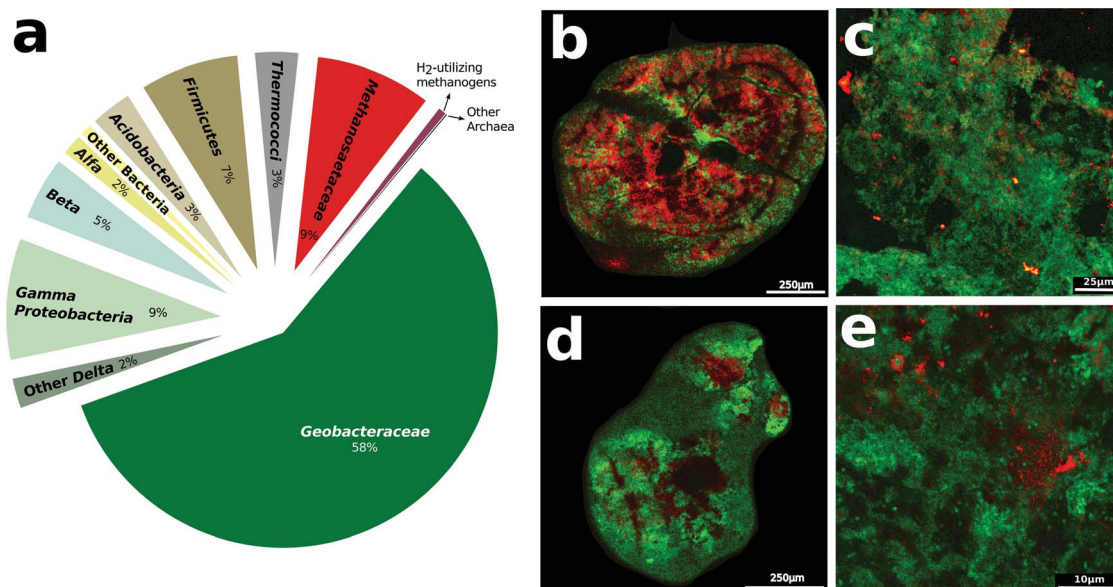 a
Firmicutes
7%
Thermococci
3%
Methanosaetaceae
9%
H2-utilizing
methanogens
Other
Archaea
Acidobacteria
3%
Other Bacteria
Alfa
2%
Beta
5%
Gamma
Proteobacteria
9%
Other Delta 2%
Geobacteraceae
58%
b
250µm
c
25µm
d
250µm
e
10µm